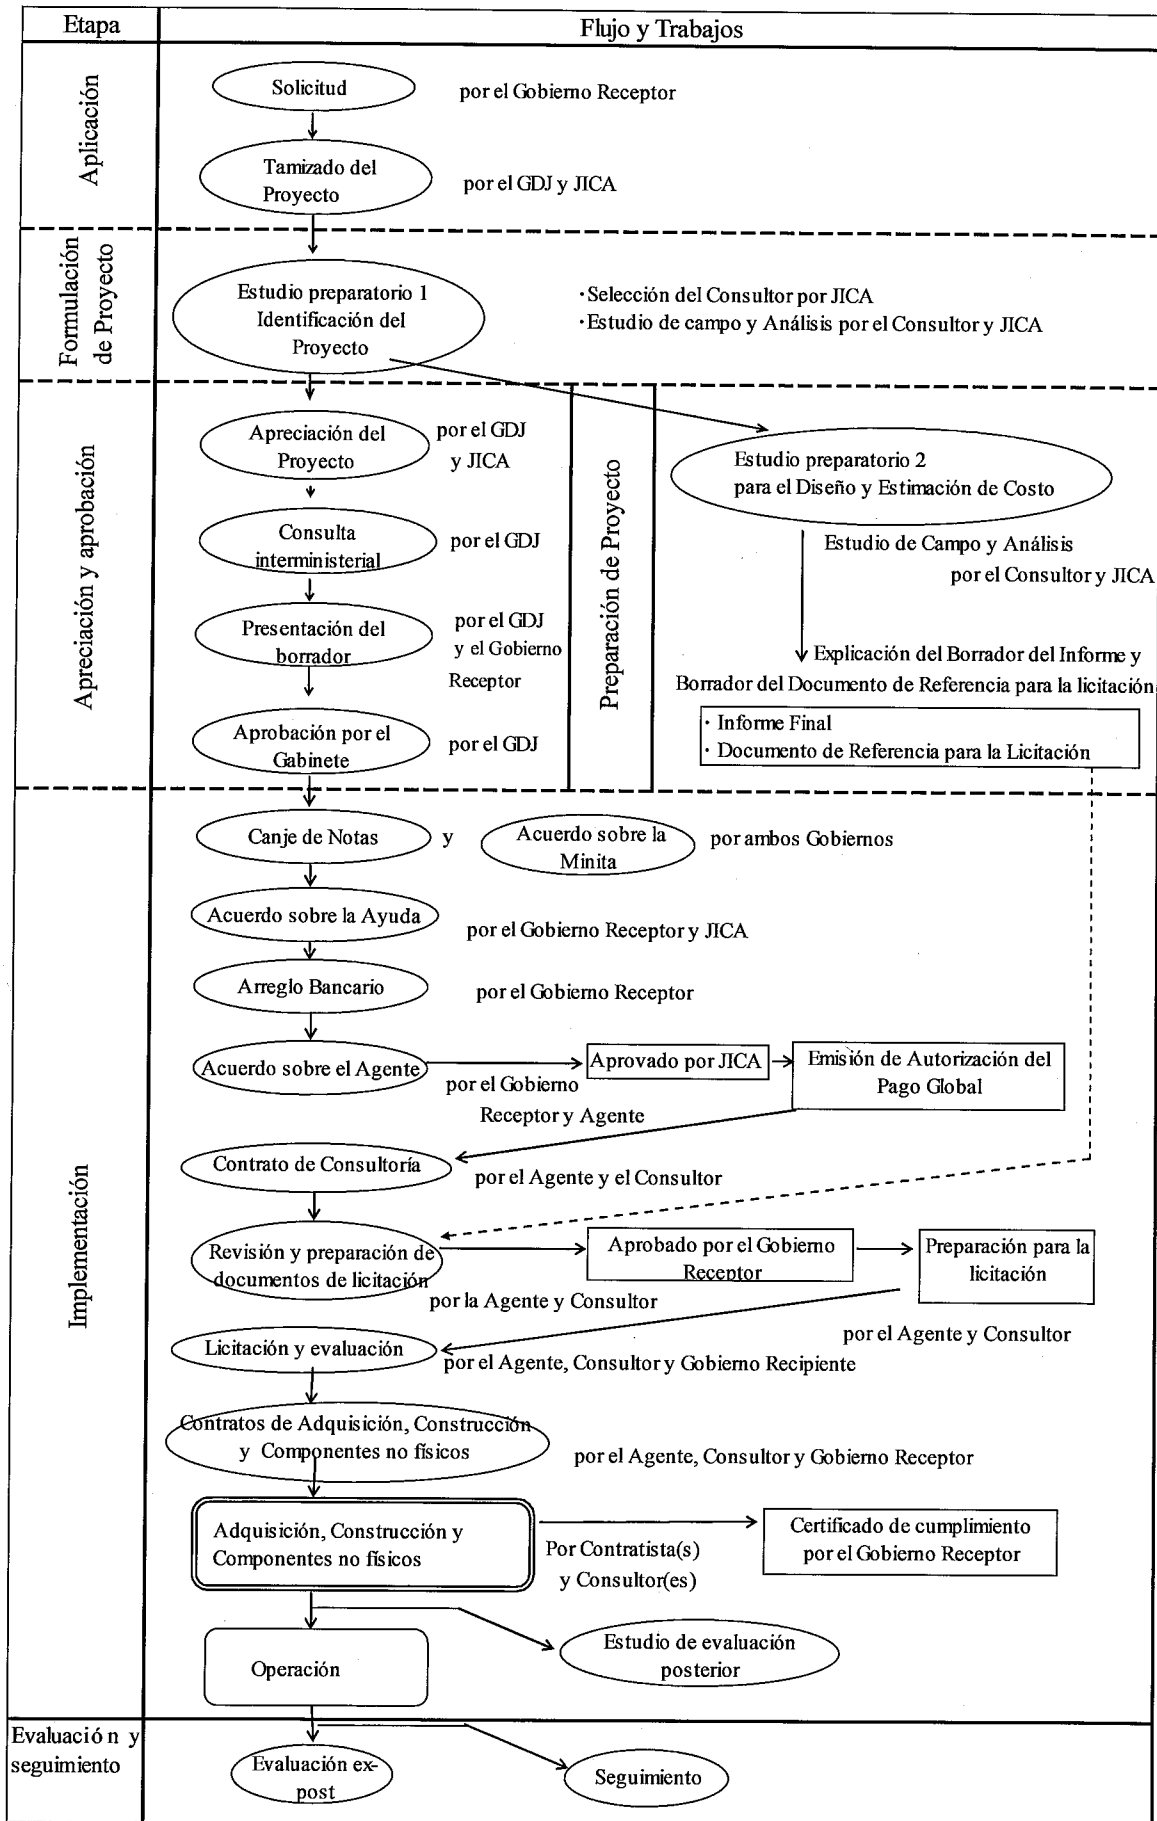 Etapa
Flujo y Trabajos
Aplicación
Solicitud
por el Gobierno Receptor
Tamizado del
Proyecto
por el GDJ y JICA
Formulación
de Proyecto
Estudio preparatorio 1
Identificación del
Proyecto
·Selección del Consultor por JICA
·Estudio de campo y Análisis por el Consultor y JICA
Apreciación y aprobación
Apreciación del
Proyecto
por el GDJ
y JICA
Consulta
interministerial
por el GDJ
Presentación del
borrador
por el GDJ
y el Gobierno
Receptor
Aprobación por el
Gabinete
por el GDJ
Preparación de Proyecto
Estudio preparatorio 2
para el Diseño y Estimación de Costo
Estudio de Campo y Análisis
por el Consultor y JICA
Explicación del Borrador del Informe y
Borrador del Documento de Referencia para la licitación
· Informe Final
· Documento de Referencia para la Licitación
Implementación
Canje de Notas
y
Acuerdo sobre la
Minita
por ambos Gobiernos
Acuerdo sobre la Ayuda
por el Gobierno Receptor y JICA
Arreglo Bancario
por el Gobierno Receptor
Acuerdo sobre el Agente
por el Gobierno
Receptor y Agente
Aprovado por JICA
Emisión de Autorización del
Pago Global
Contrato de Consultoría
por el Agente y el Consultor
Revisión y preparación de
documentos de licitación
por la Agente y Consultor
Aprobado por el Gobierno
Receptor
Preparación para la
licitación
por el Agente y Consultor
Licitación y evaluación
por el Agente, Consultor y Gobierno Recipiente
Contratos de Adquisición, Construcción
y Componentes no físicos
por el Agente, Consultor y Gobierno Receptor
Adquisición, Construcción y
Componentes no físicos
Por Contratista(s)
y Consultor(es)
Certificado de cumplimiento
por el Gobierno Receptor
Operación
Estudio de evaluación
posterior
Evaluación y
seguimiento
Evaluación ex-
post
Seguimiento